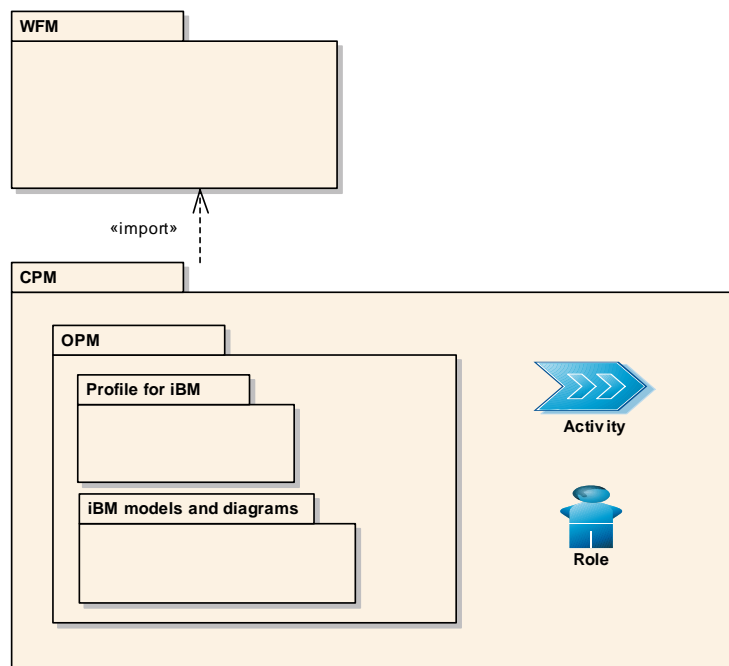 WFM
«import»
CPM
OPM
Profile for iBM
Activity
iBM models and diagrams
Role